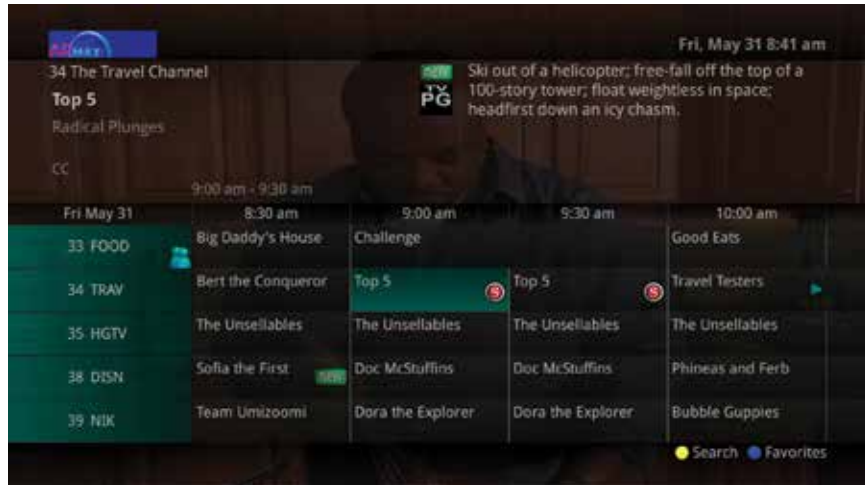 Fri, May 31 8:41 am
34 The Travel Channel
Top 5
Radical Plunges
CC
9:00 am - 9:30 am
NEW
TV
PG
Ski out of a helicopter; free-fall off the top of a
100-story tower; float weightless in space;
headfirst down an icy chasm.
Fri May 31 8:30 am 9:00 am 9:30 am 10:00 am
33 FOOD Big Daddy's House Challenge Good Eats
34 TRAV Bert the Conqueror Top 5 S Top 5 S Travel Testers
35 HGTV The Unsellables The Unsellables The Unsellables The Unsellables
38 DISN Sofia the First NEW Doc McStuffins Doc McStuffins Phineas and Ferb
39 NIK Team Umizoomi Dora the Explorer Dora the Explorer Bubble Guppies
Search Favorites